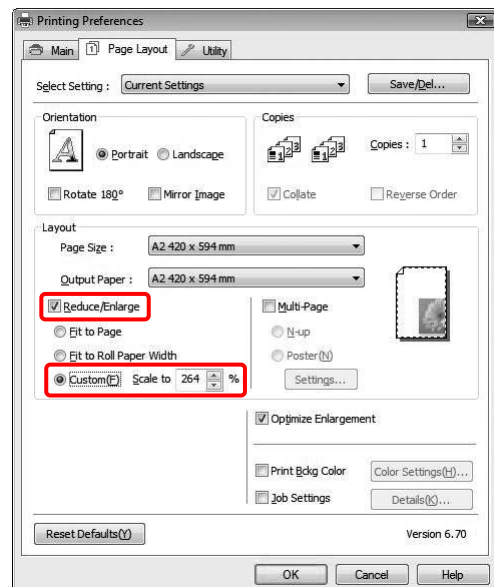 Printing Preferences
Main Page Layout Utility
Select Setting : Current Settings Save/Del...
Orientation
Portrait Landscape
Rotate 180° Mirror Image
Copies
Copies : 1
Collate Reverse Order
Layout
Page Size : A2 420 x 594 mm
Output Paper : A2 420 x 594 mm
Reduce/Enlarge
Fit to Page
Fit to Roll Paper Width
Custom(F) Scale to 264 %
Multi-Page
N-up
Poster(N)
Settings...
Optimize Enlargement
Print Bckg Color Color Settings(H)...
Job Settings Details(K)...
Reset Defaults(Y) Version 6.70
OK Cancel Help